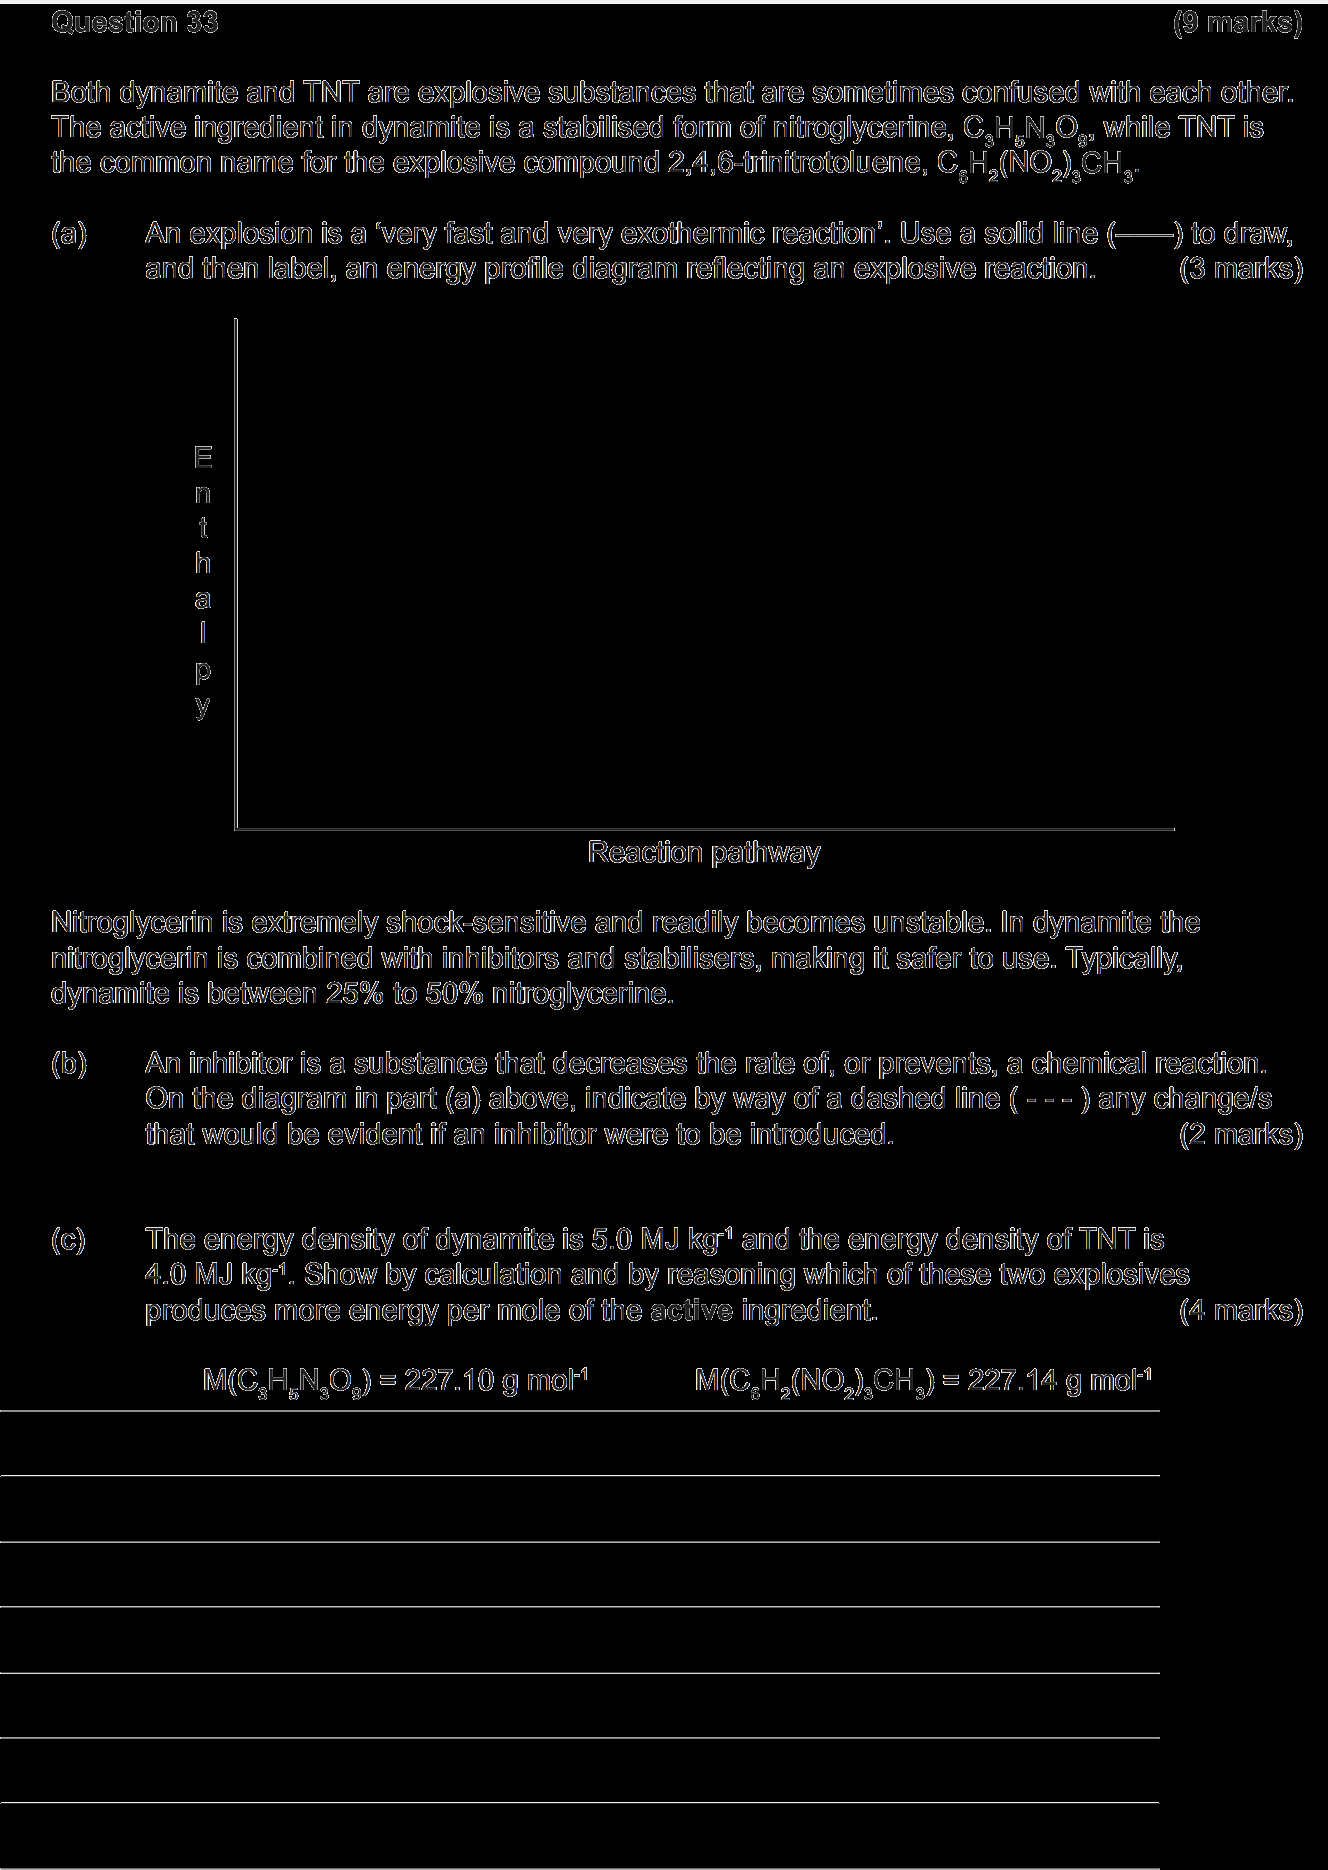 Question 33 (9 marks)
Both dynamite and TNT are explosive substances that are sometimes confused with each other.
The active ingredient in dynamite is a stabilised form of nitroglycerine, C₃H₅N₃O₉, while TNT is
the common name for the explosive compound 2,4,6-trinitrotoluene, C₆H₂(NO₂)₃CH₃.
(a) An explosion is a ‘very fast and very exothermic reaction’. Use a solid line (——) to draw,
and then label, an energy profile diagram reflecting an explosive reaction. (3 marks)
E
n
t
h
a
l
p
y
Reaction pathway
Nitroglycerin is extremely shock-sensitive and readily becomes unstable. In dynamite the
nitroglycerin is combined with inhibitors and stabilisers, making it safer to use. Typically,
dynamite is between 25% to 50% nitroglycerine.
(b) An inhibitor is a substance that decreases the rate of, or prevents, a chemical reaction.
On the diagram in part (a) above, indicate by way of a dashed line ( - - - ) any change/s
that would be evident if an inhibitor were to be introduced. (2 marks)
(c) The energy density of dynamite is 5.0 MJ kg⁻¹ and the energy density of TNT is
4.0 MJ kg⁻¹. Show by calculation and by reasoning which of these two explosives
produces more energy per mole of the active ingredient. (4 marks)
M(C₃H₅N₃O₉) = 227.10 g mol⁻¹ M(C₆H₂(NO₂)₃CH₃) = 227.14 g mol⁻¹